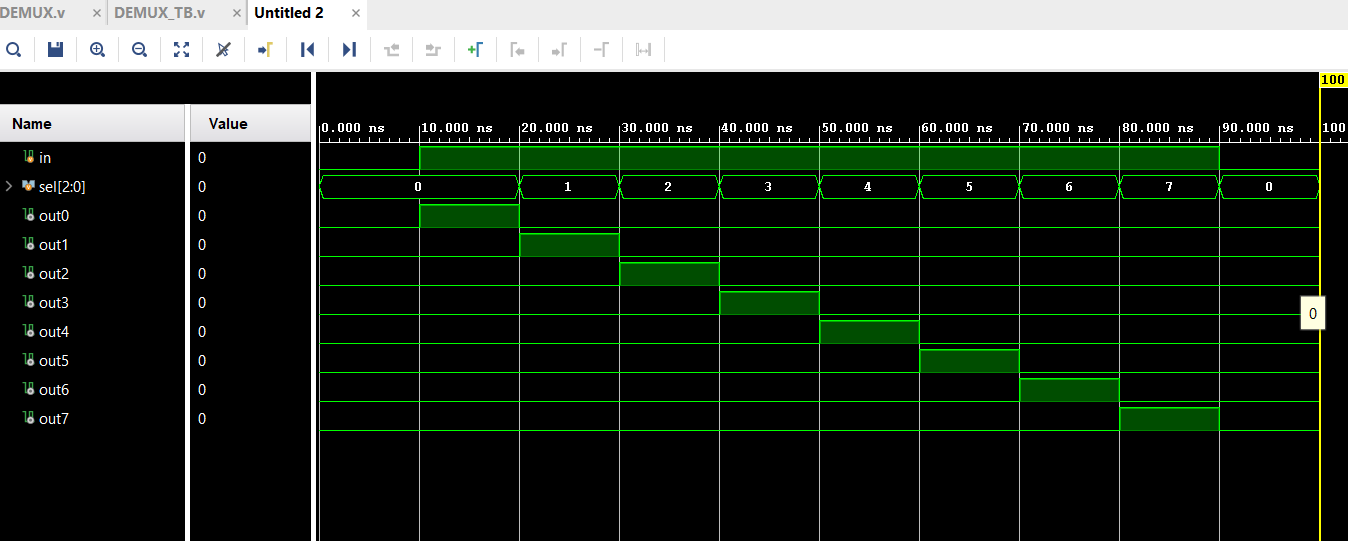 DEMUX.v × DEMUX_TB.v × Untitled 2 ×
100
Name Value
0.000 ns 10.000 ns 20.000 ns 30.000 ns 40.000 ns 50.000 ns 60.000 ns 70.000 ns 80.000 ns 90.000 ns 100
in 0
sel[2:0] 0 0 1 2 3 4 5 6 7 0
out0 0
out1 0
out2 0
out3 0
0
out4 0
out5 0
out6 0
out7 0